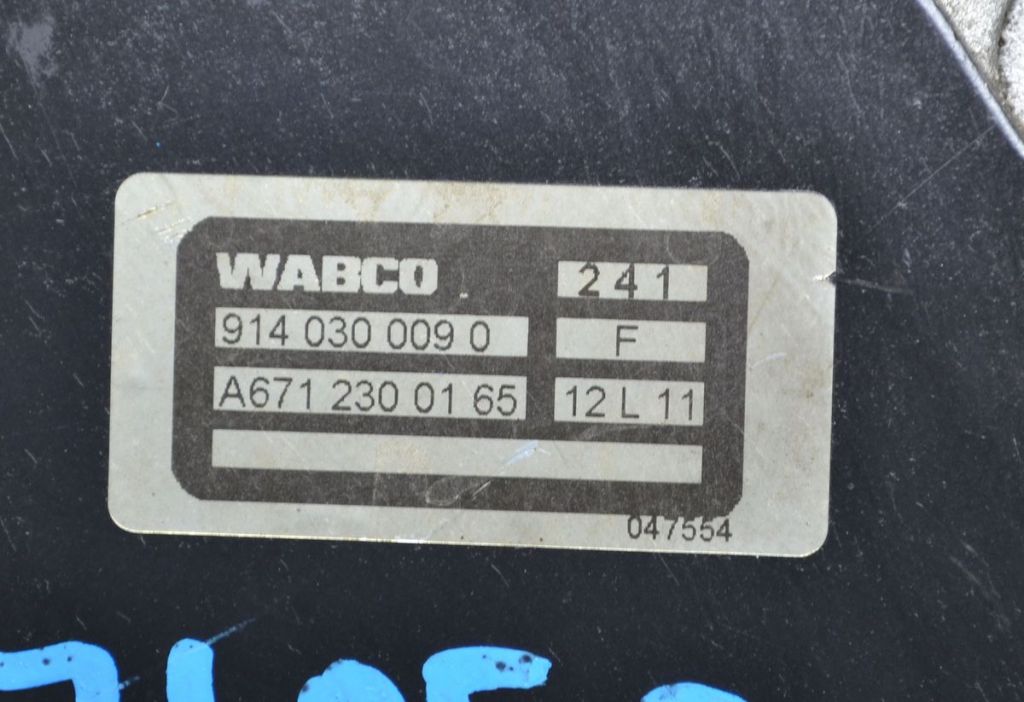 WABCO 241
914 030 009 0 F
A671 230 01 65 12 L 11
047554